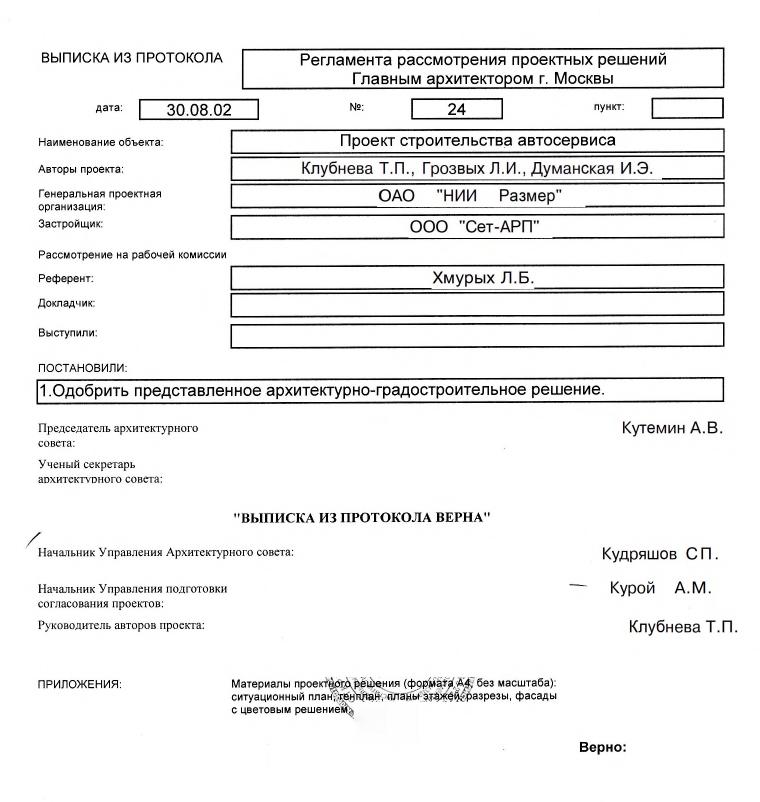 ВЫПИСКА ИЗ ПРОТОКОЛА
Регламента рассмотрения проектных решений
Главным архитектором г. Москвы
дата: 30.08.02 №: 24 пункт:
Наименование объекта: Проект строительства автосервиса
Авторы проекта: Клубнева Т.П., Грозвых Л.И., Думанская И.Э.
Генеральная проектная
организация: ОАО "НИИ Размер"
Застройщик: ООО "Сет-АРП"
Рассмотрение на рабочей комиссии
Референт: Хмурых Л.Б.
Докладчик:
Выступили:
ПОСТАНОВИЛИ:
1.Одобрить представленное архитектурно-градостроительное решение.
Председатель архитектурного
совета: Кутемин А.В.
Ученый секретарь
архитектурного совета:
"ВЫПИСКА ИЗ ПРОТОКОЛА ВЕРНА"
Начальник Управления Архитектурного совета: Кудряшов СП.
Начальник Управления подготовки
согласования проектов: Курой А.М.
Руководитель авторов проекта: Клубнева Т.П.
ПРИЛОЖЕНИЯ: Материалы проектного решения (формата А4, без масштаба):
ситуационный план, генплан, планы этажей, разрезы, фасады
с цветовым решением,
Верно: